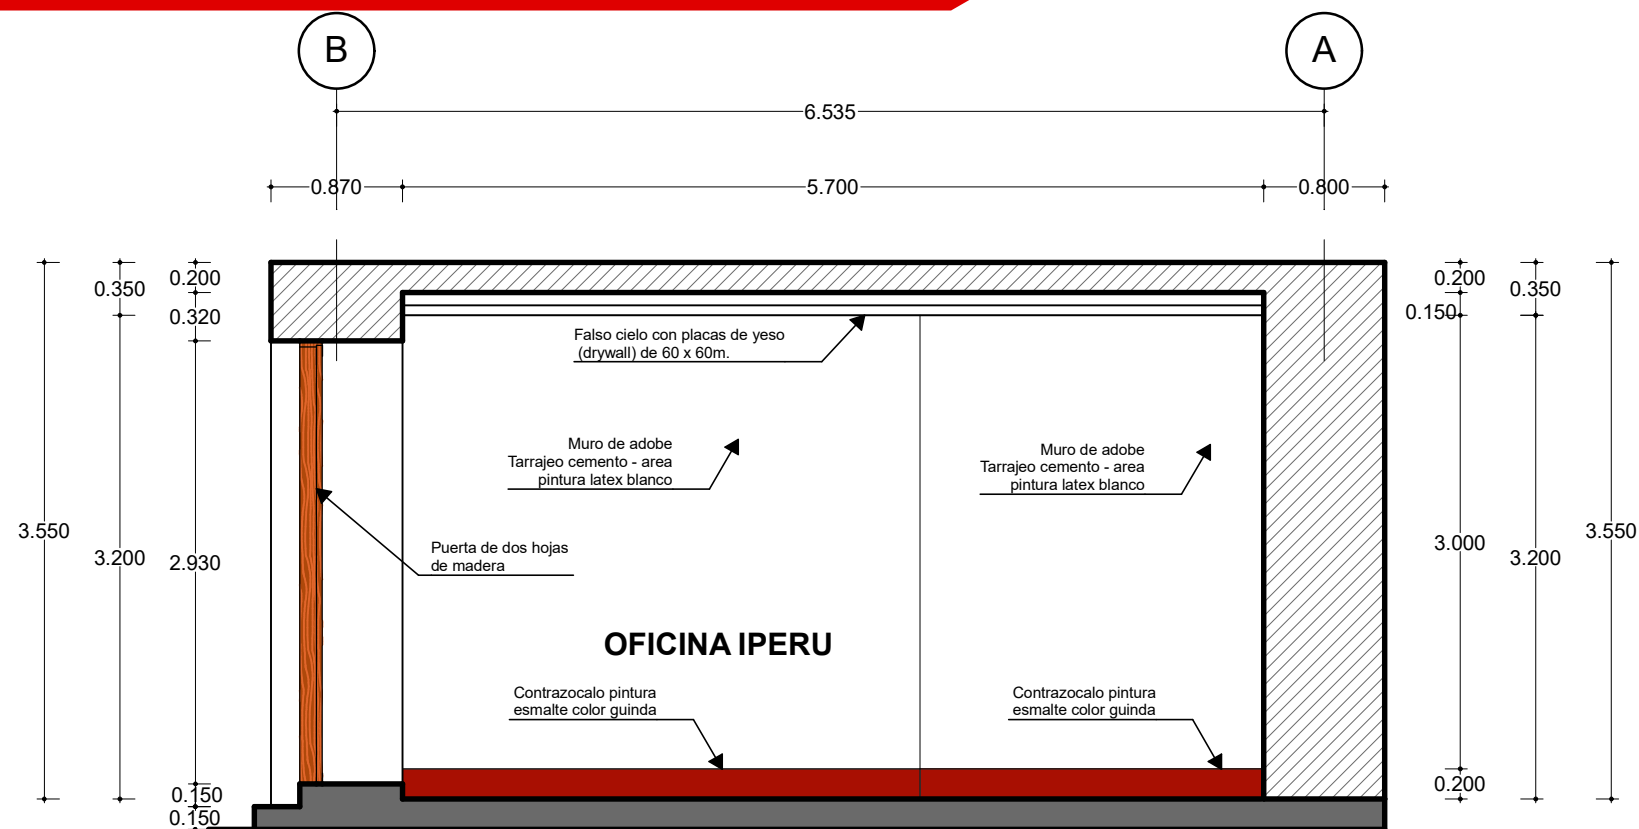 B
A
6.535
0.870
5.700
0.800
0.200
0.350
0.320
0.200
0.350
0.150
Falso cielo con placas de yeso
(drywall) de 60 x 60m.
Muro de adobe
Tarrajeo cemento - area
pintura latex blanco
Muro de adobe
Tarrajeo cemento - area
pintura latex blanco
3.550
3.200
2.930
Puerta de dos hojas
de madera
3.000
3.200
3.550
OFICINA IPERU
Contrazocalo pintura
esmalte color guinda
Contrazocalo pintura
esmalte color guinda
0.150
0.150
0.200